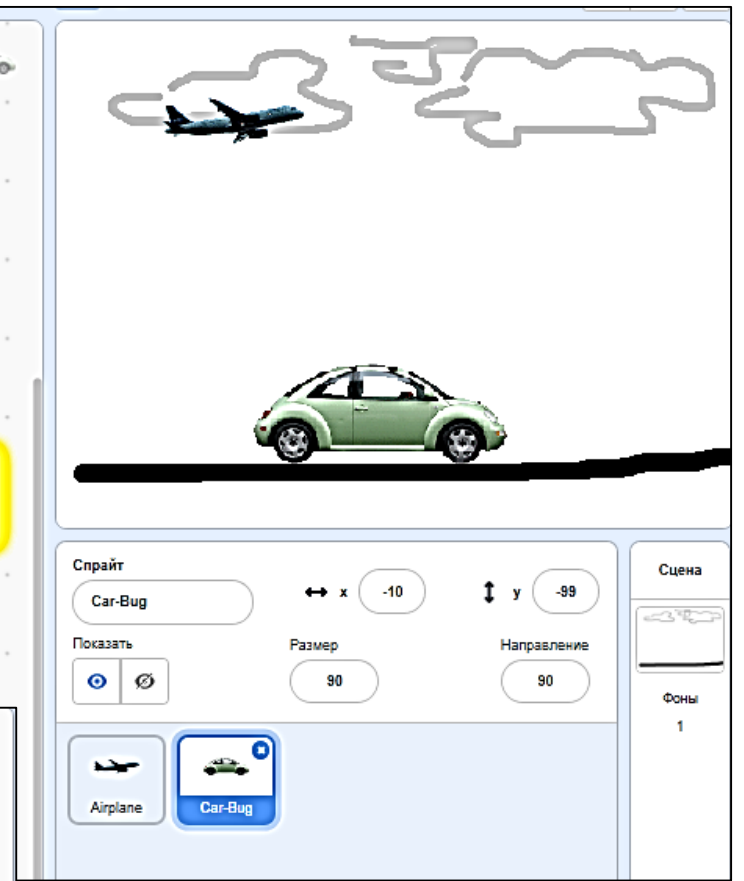 Спрайт
Car-Bug
x -10
y -99
Показать
Размер
90
Направление
90
Сцена
Фоны
1
Airplane
Car-Bug